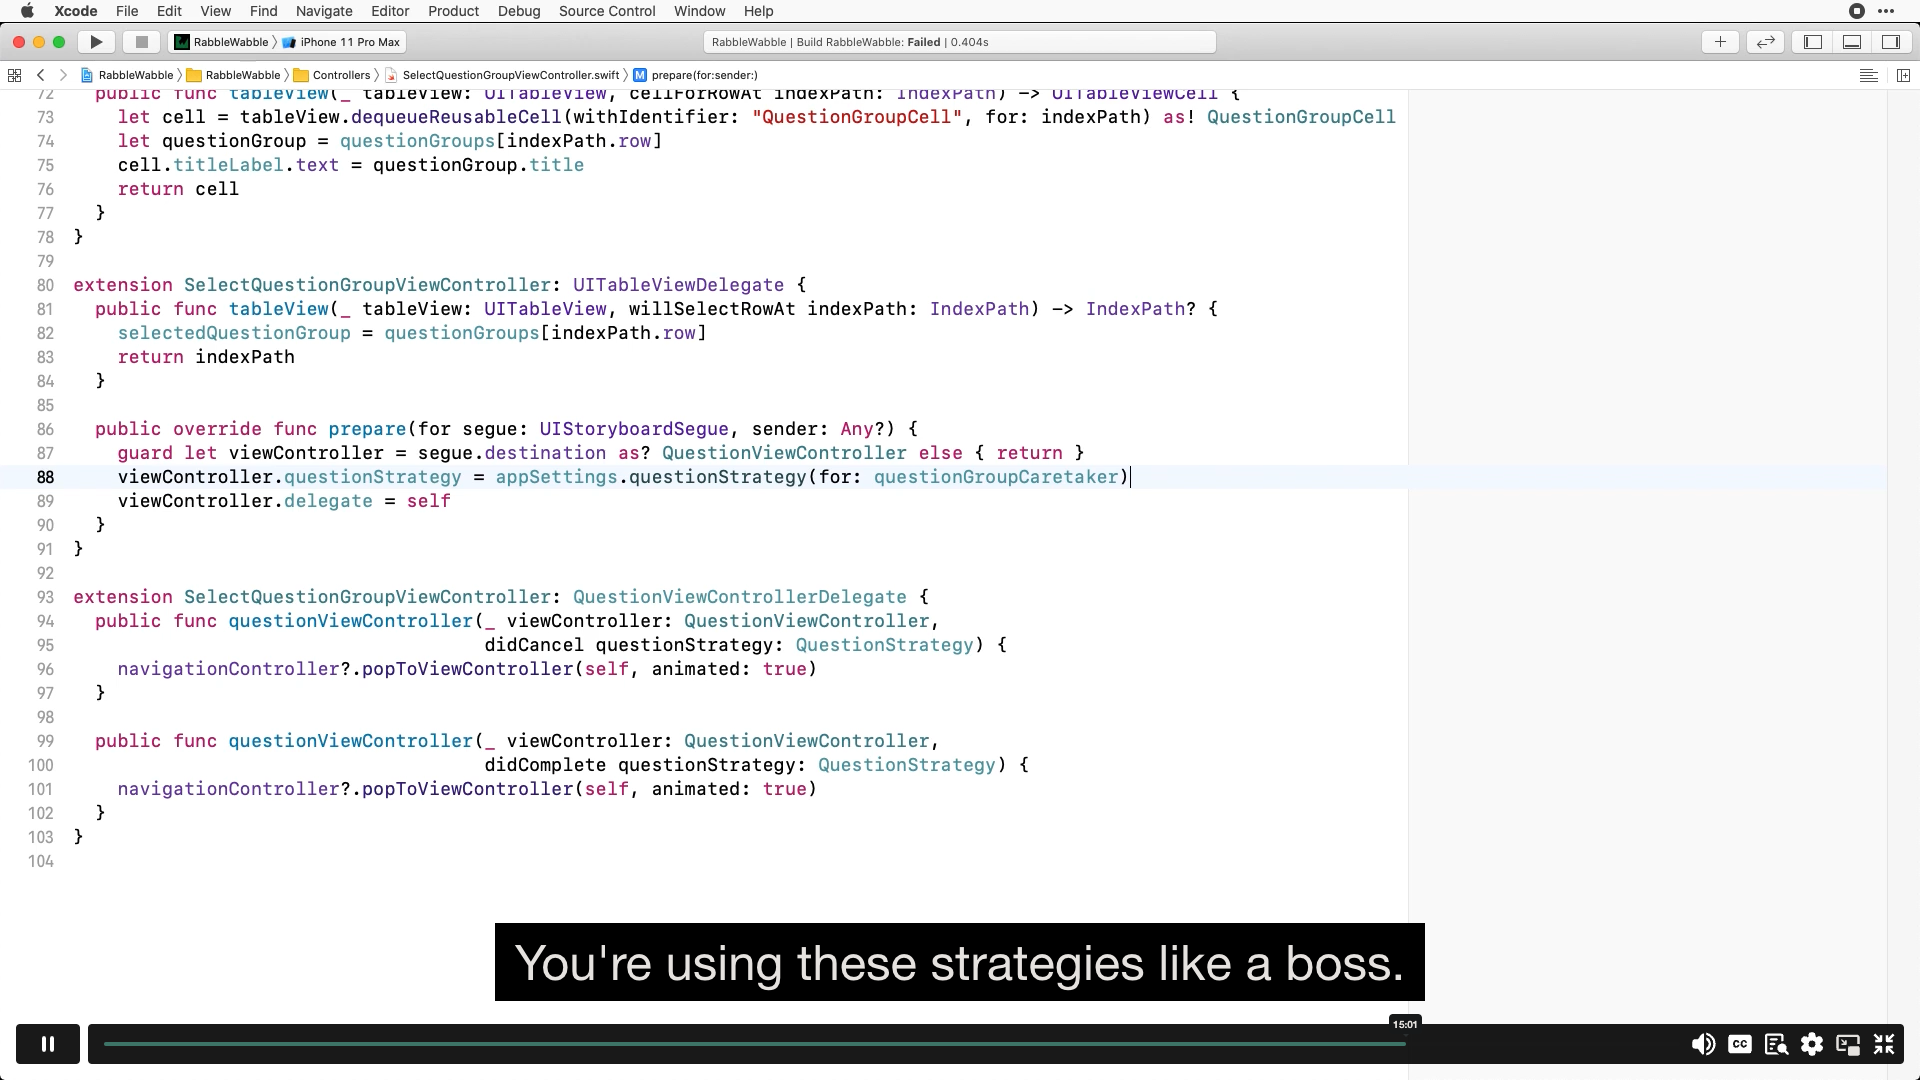 Xcode File Edit View Find Navigate Editor Product Debug Source Control Window Help
RabbleWabble iPhone 11 Pro Max RabbleWabble | Build RabbleWabble: Failed | 0.404s
RabbleWabble RabbleWabble Controllers SelectQuestionGroupViewController.swift M prepare(for:sender:)
72 public func tableView(_ tableView: UITableView, cellForRowAt indexPath: IndexPath) -> UITableViewCell {
73 let cell = tableView.dequeueReusableCell(withIdentifier: "QuestionGroupCell", for: indexPath) as! QuestionGroupCell
74 let questionGroup = questionGroups[indexPath.row]
75 cell.titleLabel.text = questionGroup.title
76 return cell
77 }
78 }
79
80 extension SelectQuestionGroupViewController: UITableViewDelegate {
81 public func tableView(_ tableView: UITableView, willSelectRowAt indexPath: IndexPath) -> IndexPath? {
82 selectedQuestionGroup = questionGroups[indexPath.row]
83 return indexPath
84 }
85
86 public override func prepare(for segue: UIStoryboardSegue, sender: Any?) {
87 guard let viewController = segue.destination as? QuestionViewController else { return }
88 viewController.questionStrategy = appSettings.questionStrategy(for: questionGroupCaretaker)
89 viewController.delegate = self
90 }
91 }
92
93 extension SelectQuestionGroupViewController: QuestionViewControllerDelegate {
94 public func questionViewController(_ viewController: QuestionViewController,
95 didCancel questionStrategy: QuestionStrategy) {
96 navigationController?.popToViewController(self, animated: true)
97 }
98
99 public func questionViewController(_ viewController: QuestionViewController,
100 didComplete questionStrategy: QuestionStrategy) {
101 navigationController?.popToViewController(self, animated: true)
102 }
103 }
104
You're using these strategies like a boss.
15:01
CC